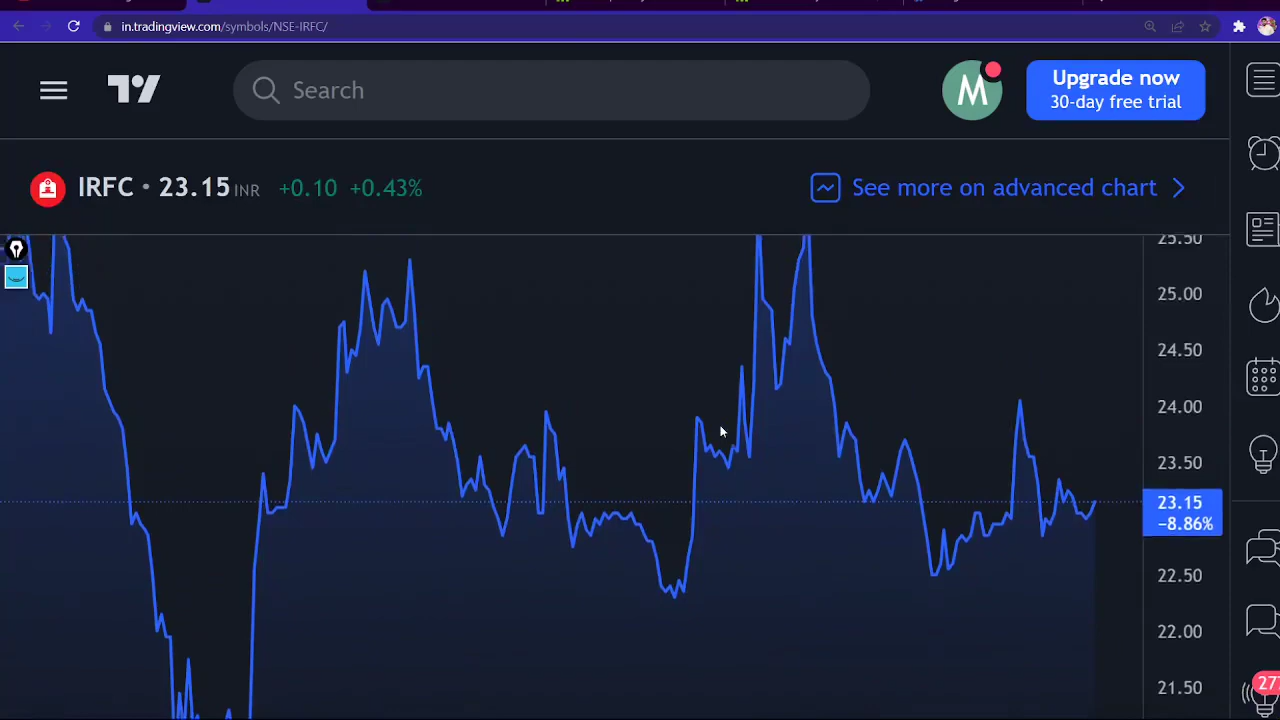 in.tradingview.com/symbols/NSE-IRFC/
Search
M
Upgrade now
30-day free trial
IRFC • 23.15 INR +0.10 +0.43%
See more on advanced chart
25.50
25.00
24.50
24.00
23.50
23.15
−8.86%
22.50
22.00
21.50